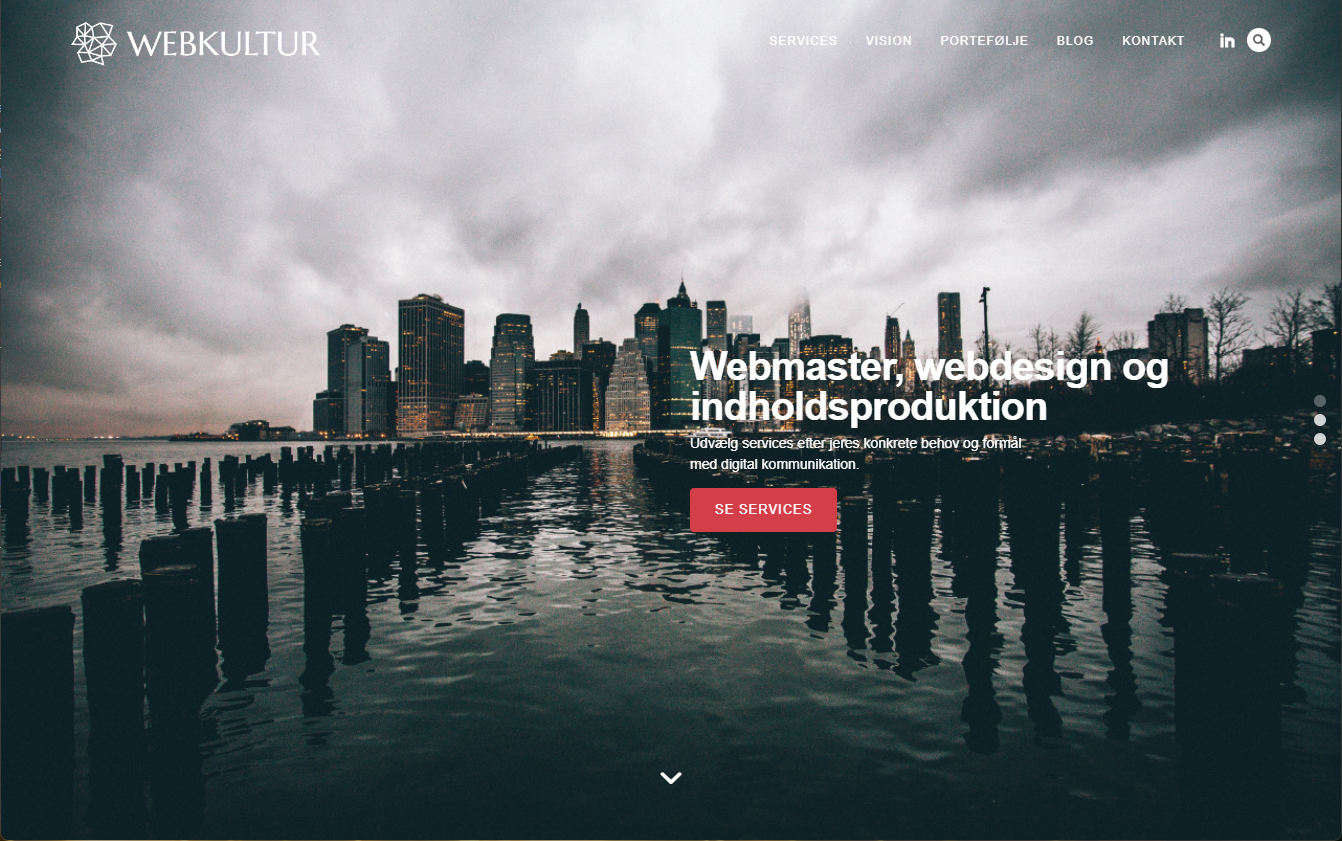 WEBKULTUR
SERVICES VISION PORTEFØLJE BLOG KONTAKT in
Webmaster, webdesign og
indholdsproduktion
Udvælg services efter jeres konkrete behov og formål
med digital kommunikation.
SE SERVICES